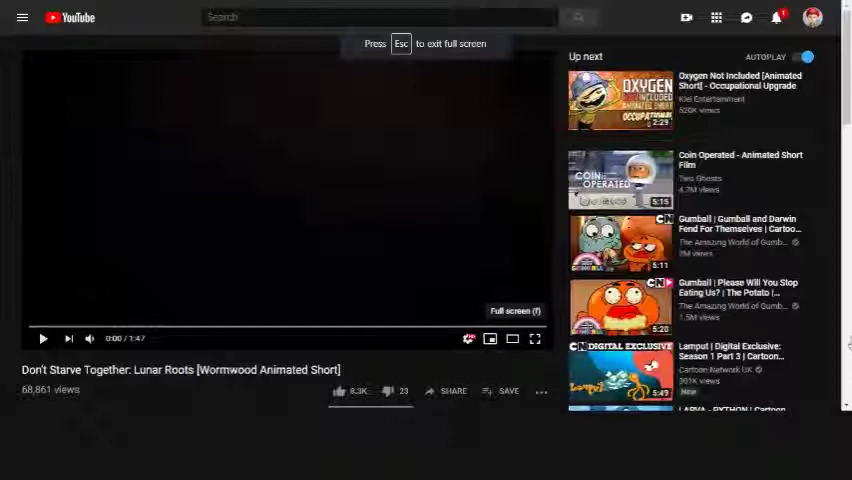 YouTube
Search
1
Press Esc to exit full screen
Up next
AUTOPLAY
OXYGEN
NOT INCLUDED
2:29
Oxygen Not Included [Animated
Short] - Occupational Upgrade
Klei Entertainment
520K views
COIN
OPERATED
5:15
Coin Operated - Animated Short
Film
Two Ghosts
4.7M views
CN
5:11
Gumball | Gumball and Darwin
Fend For Themselves | Cartoo...
The Amazing World of Gumb...
2M views
CN
5:20
Gumball | Please Will You Stop
Eating Us? | The Potato |...
The Amazing World of Gumb...
1.5M views
CN DIGITAL EXCLUSIVE
5:49
Lamput | Digital Exclusive:
Season 1 Part 3 | Cartoon...
Cartoon Network UK
301K views
New
LARVA - PYTHON | Cartoon
Full screen (f)
0:00 / 1:47
HD
Don't Starve Together: Lunar Roots [Wormwood Animated Short]
68,861 views
8.3K
23
SHARE
SAVE